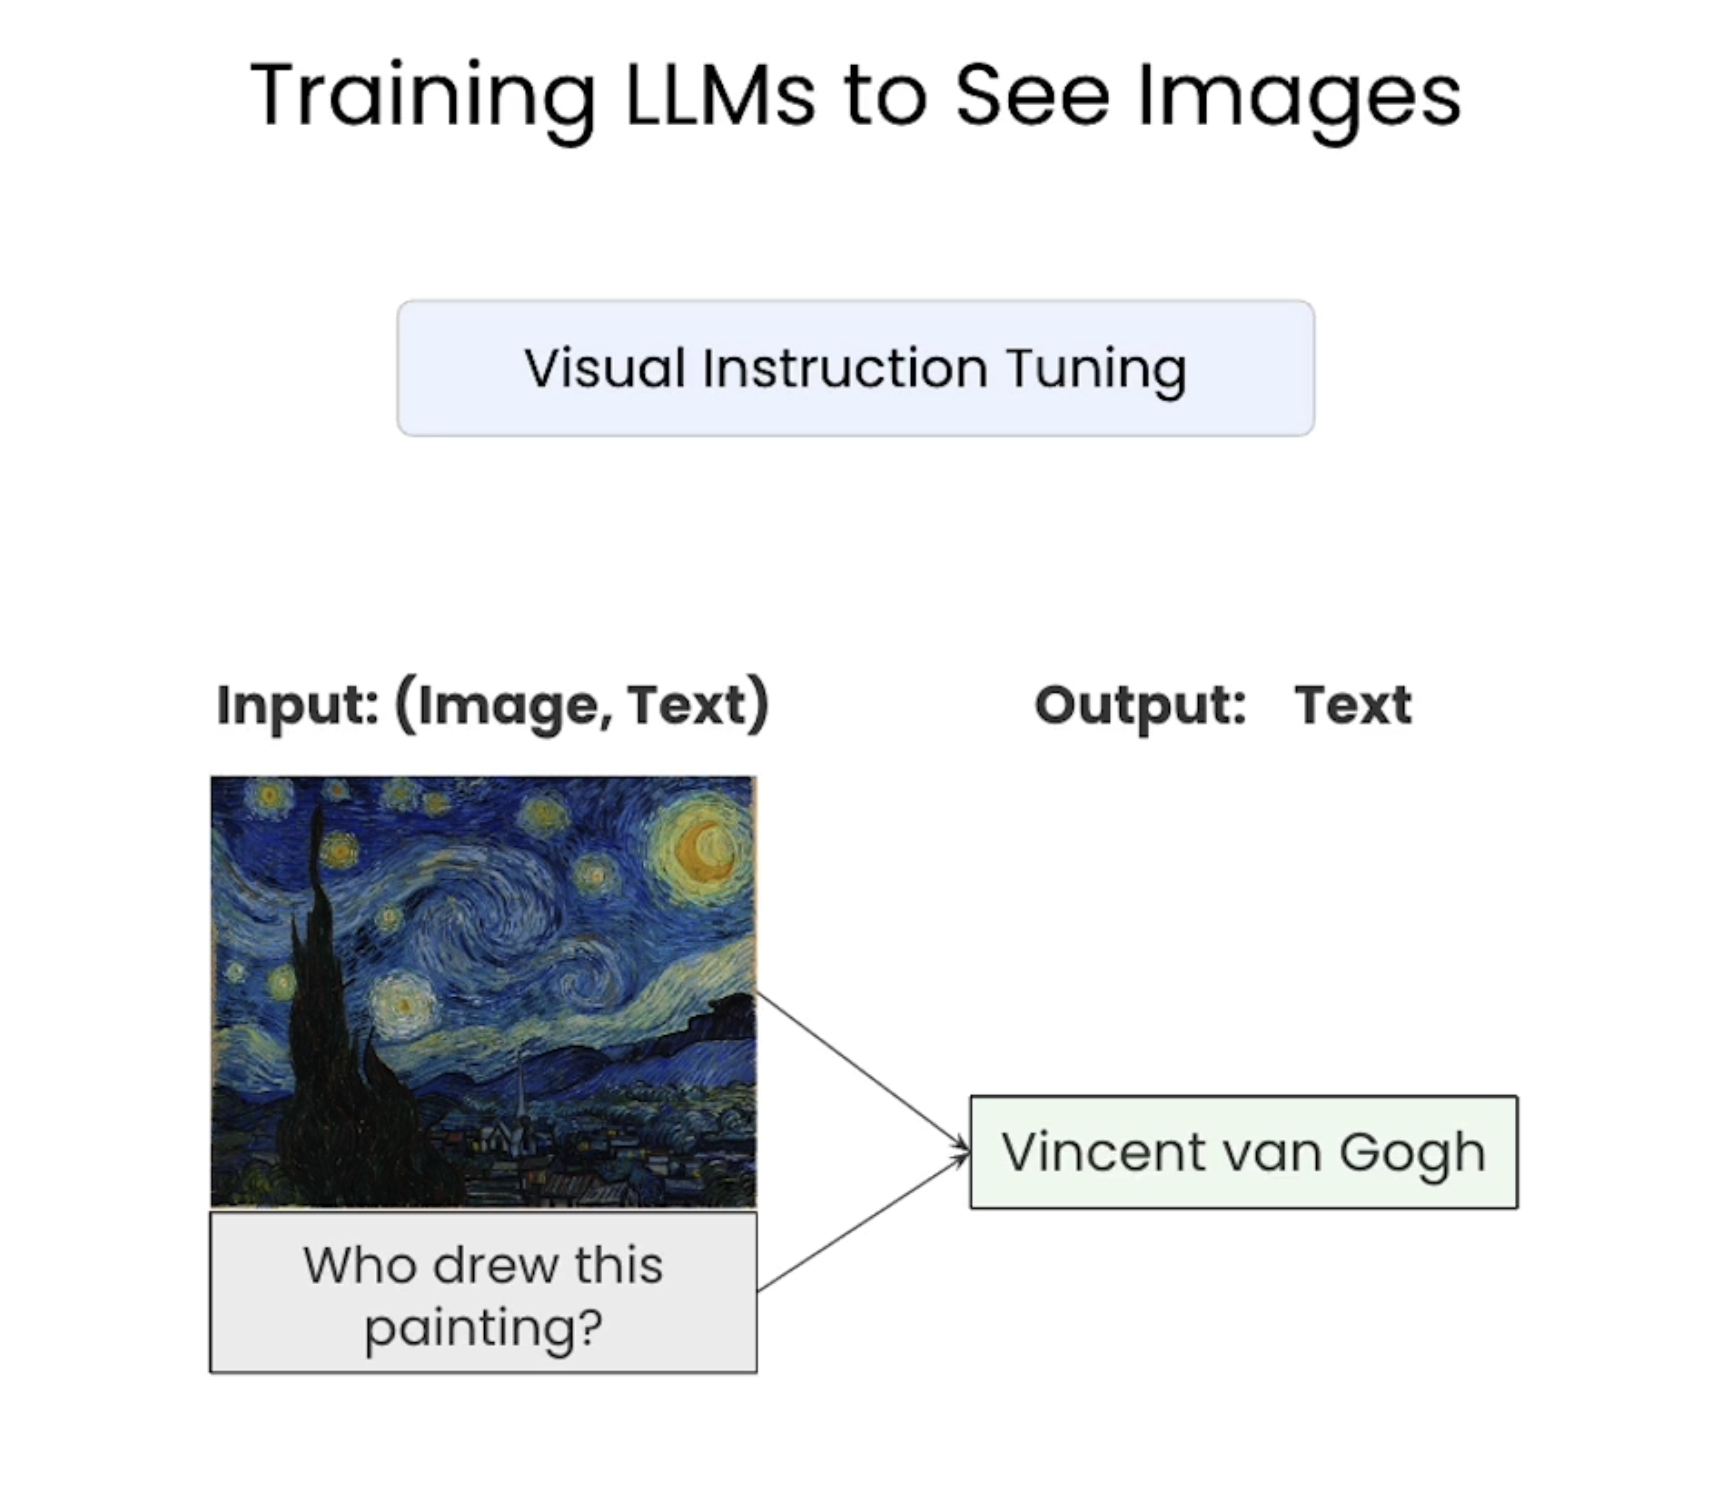 Training LLMs to See Images
Visual Instruction Tuning
Input: (Image, Text)
Output: Text
Who drew this
painting?
Vincent van Gogh